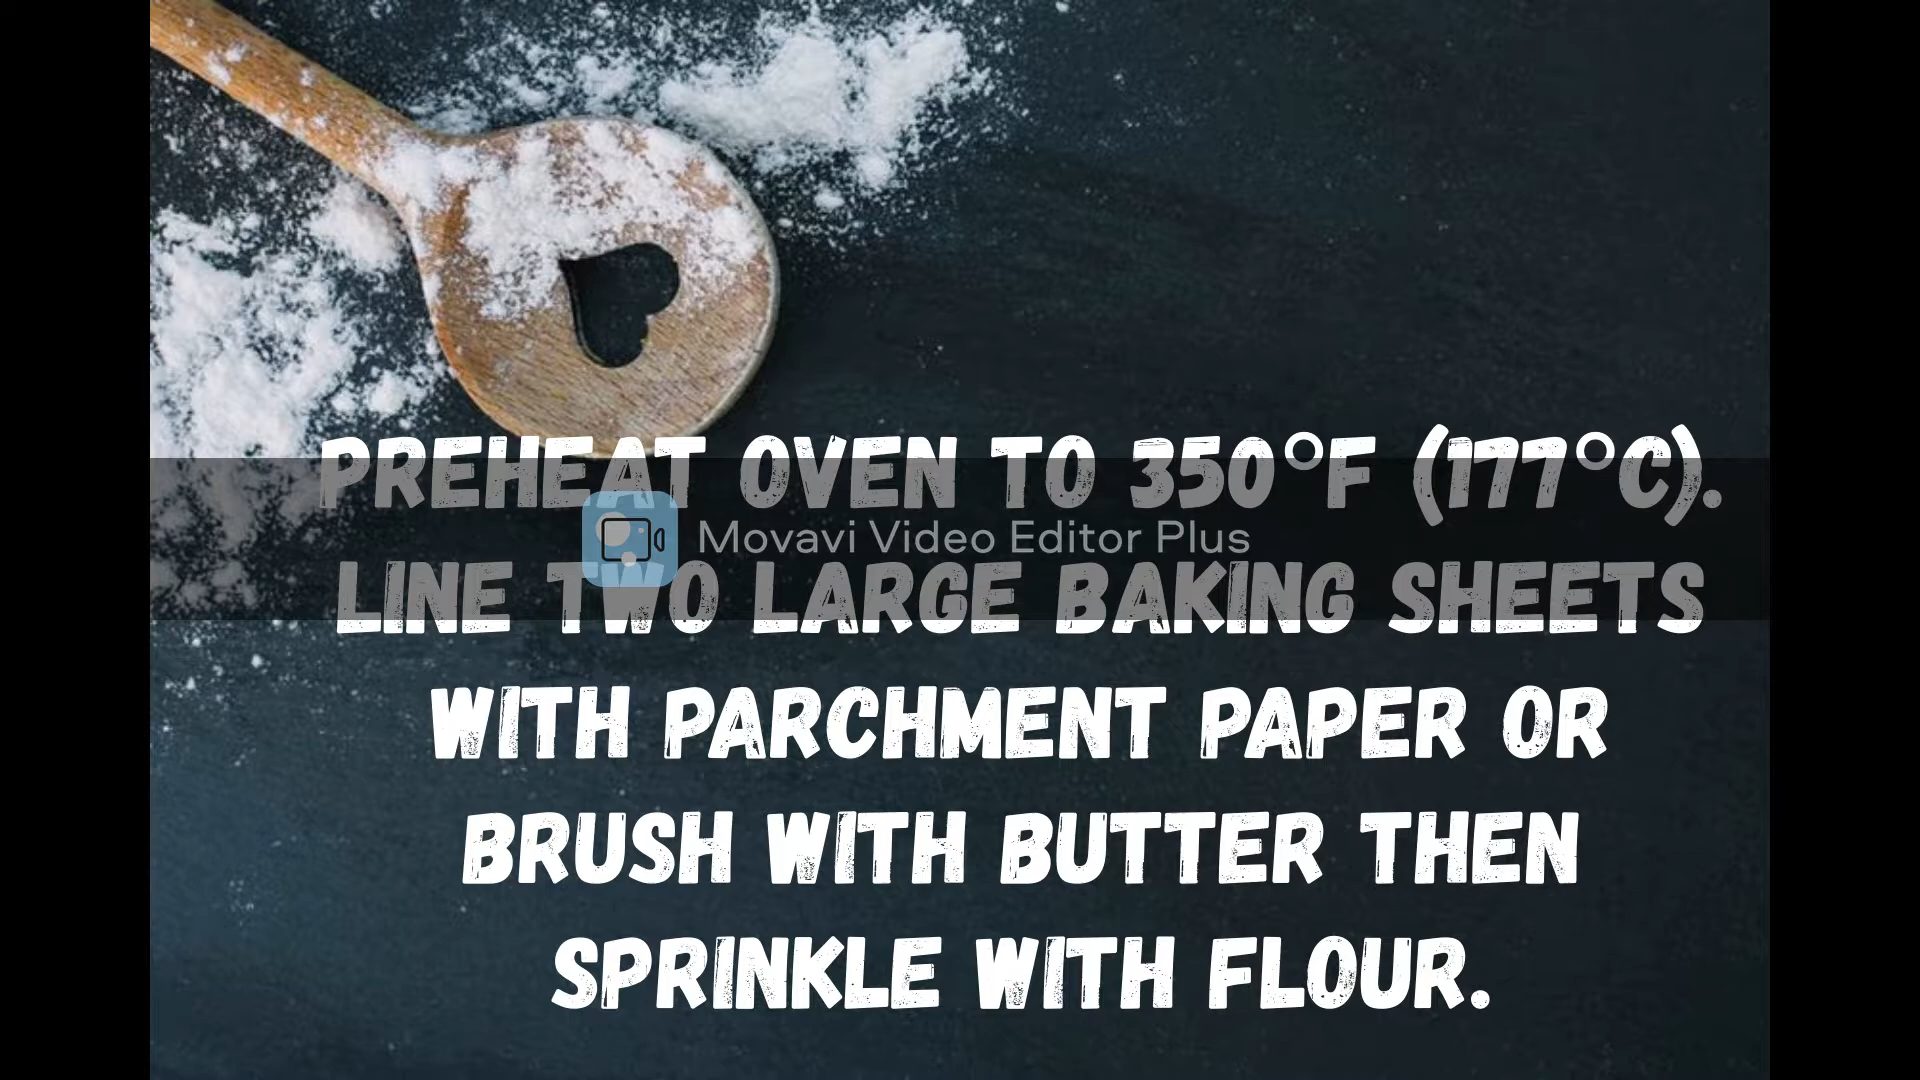 PREHEAT OVEN TO 350°F (177°C).
Movavi Video Editor Plus
LINE TWO LARGE BAKING SHEETS
WITH PARCHMENT PAPER OR
BRUSH WITH BUTTER THEN
SPRINKLE WITH FLOUR.